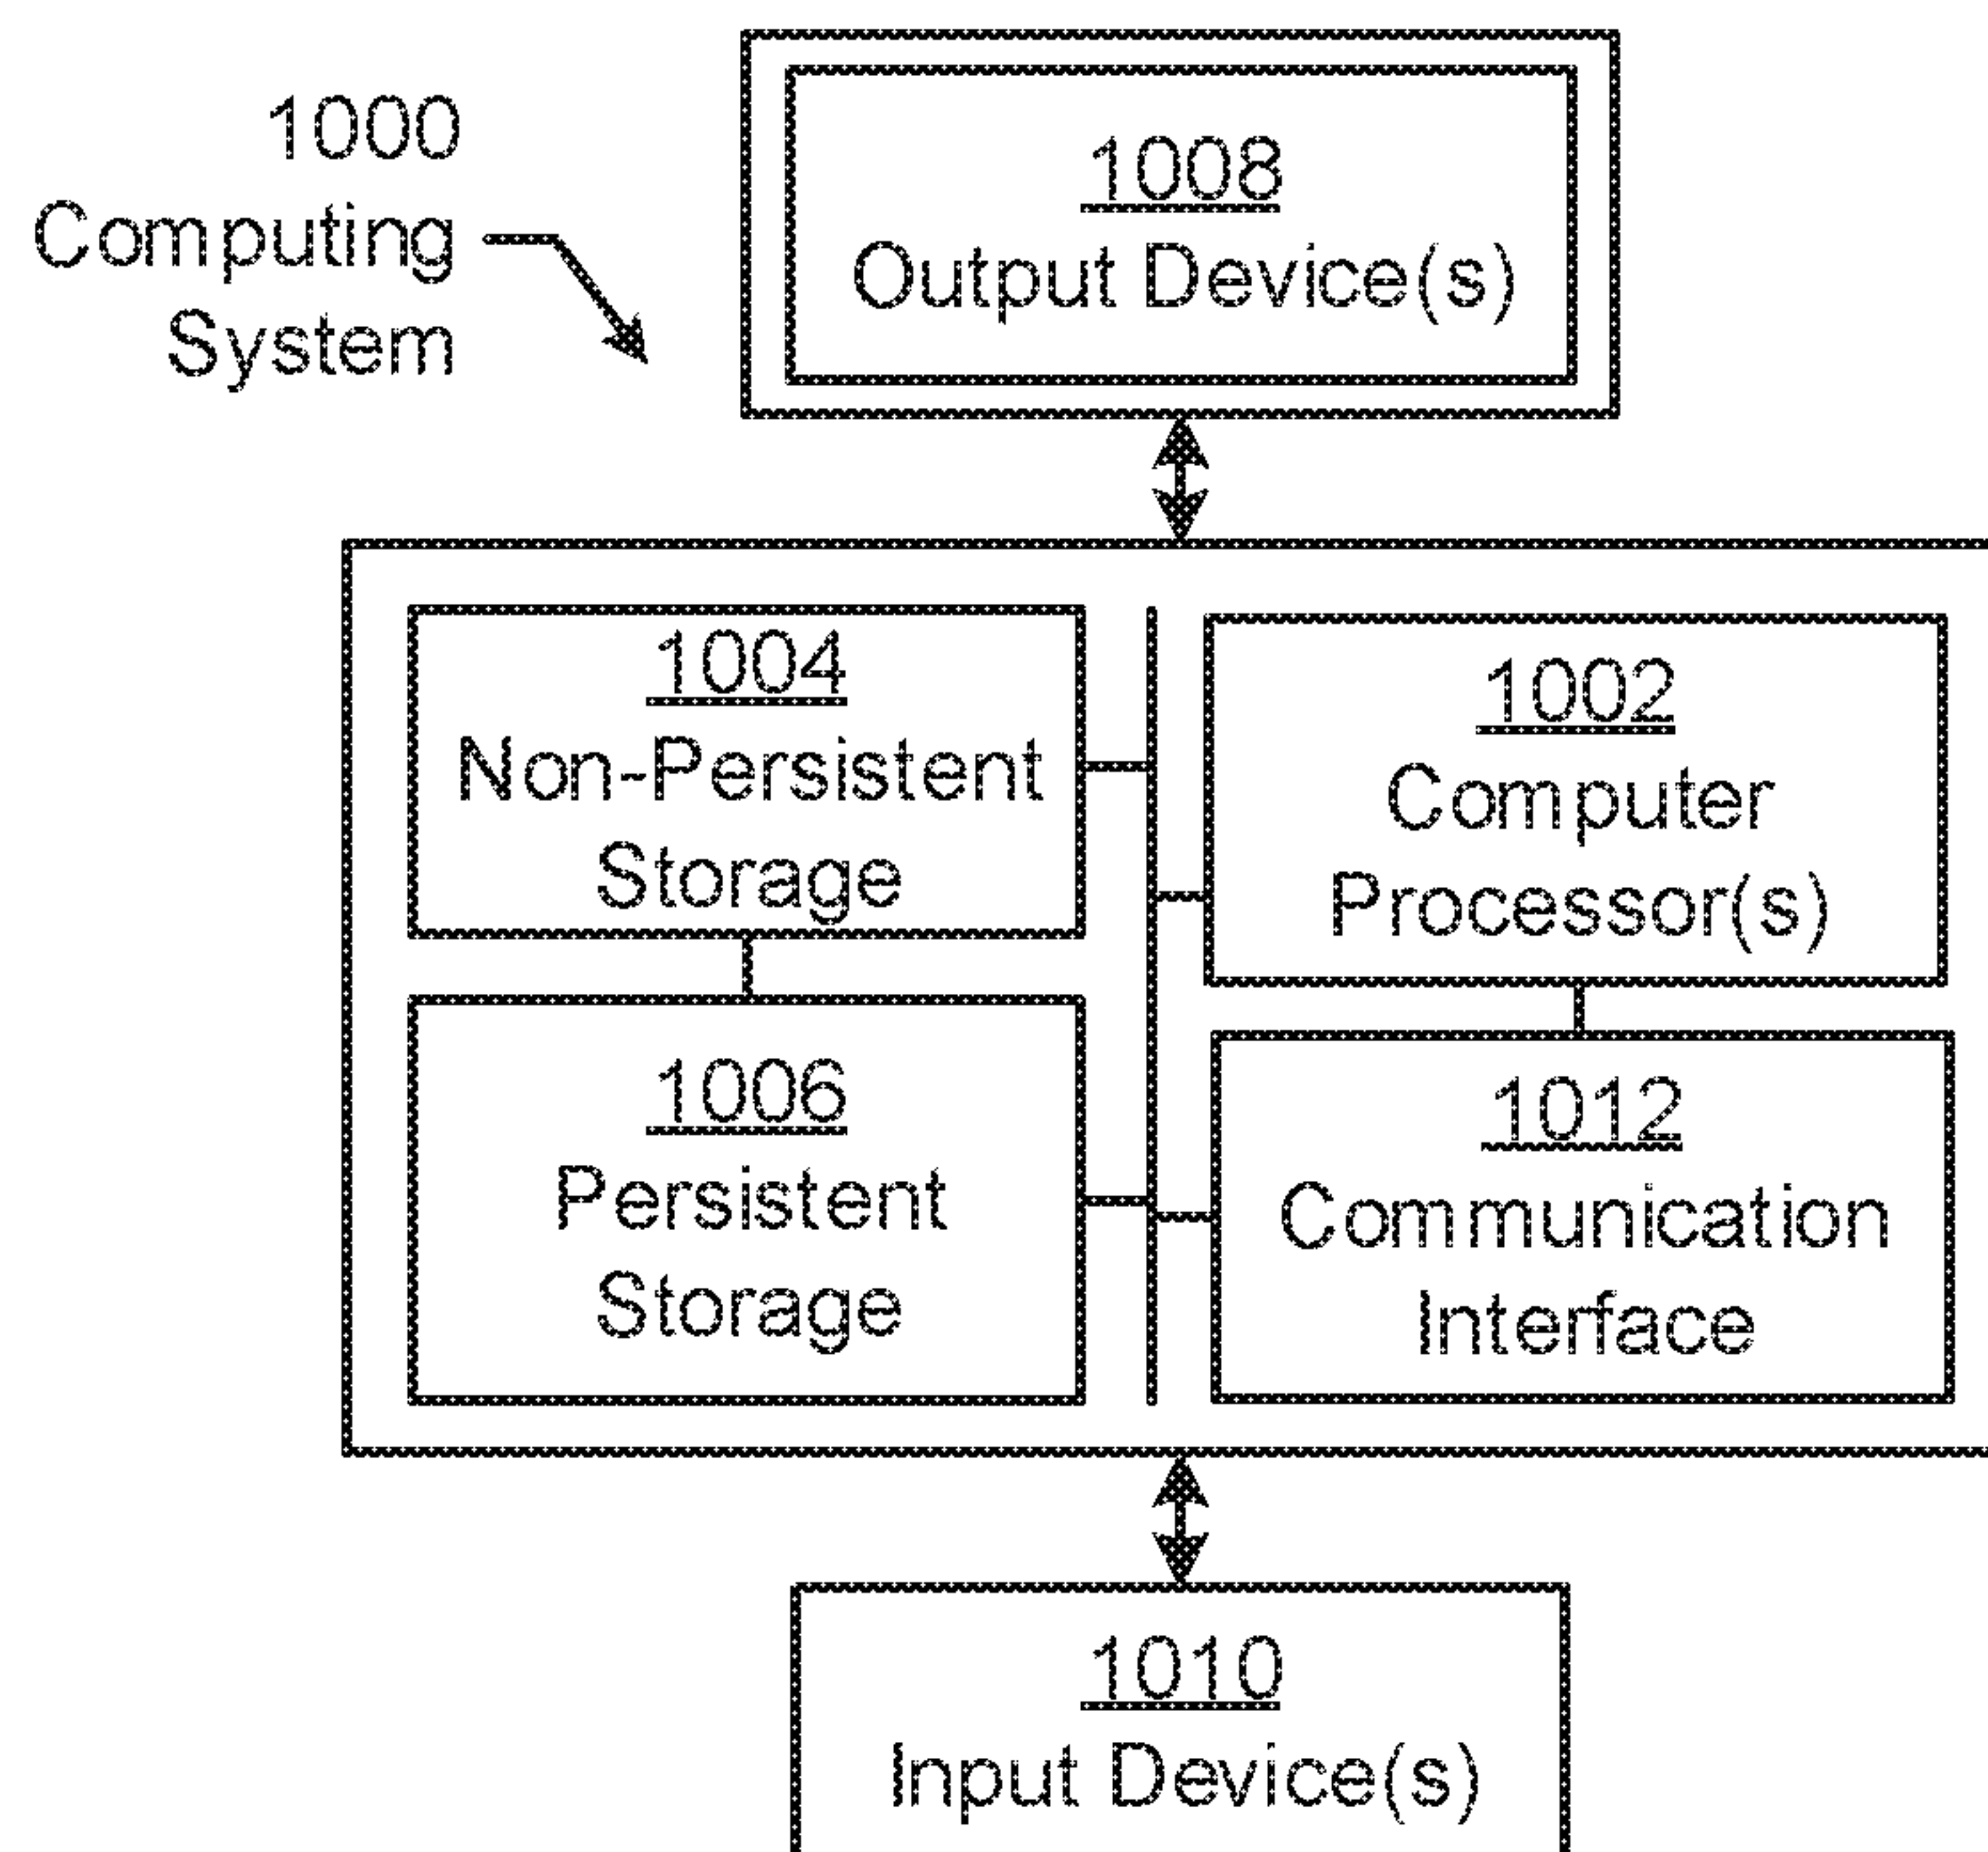 1000
Computing
System
1008
Output Device(s)
1004
Non-Persistent
Storage
1002
Computer
Processor(s)
1006
Persistent
Storage
1012
Communication
Interface
1010
Input Device(s)